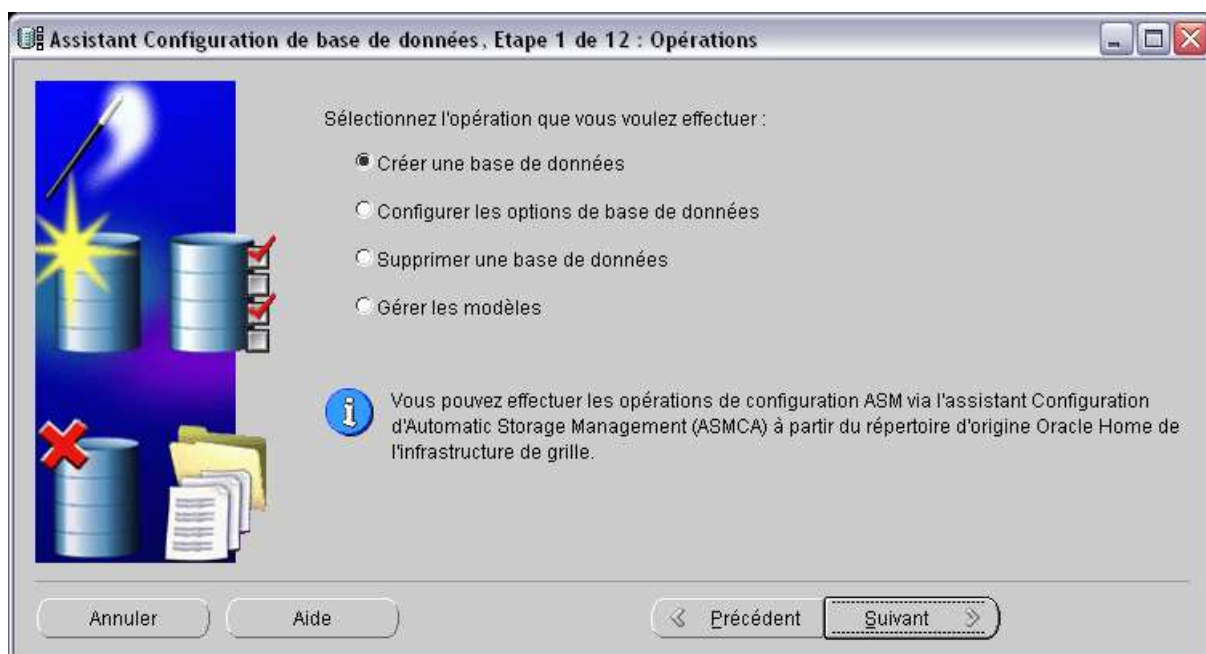 Assistant Configuration de base de données, Etape 1 de 12 : Opérations
Sélectionnez l'opération que vous voulez effectuer :
Créer une base de données
Configurer les options de base de données
Supprimer une base de données
Gérer les modèles
Vous pouvez effectuer les opérations de configuration ASM via l'assistant Configuration
d'Automatic Storage Management (ASMCA) à partir du répertoire d'origine Oracle Home de
l'infrastructure de grille.
Annuler
Aide
Précédent
Suivant